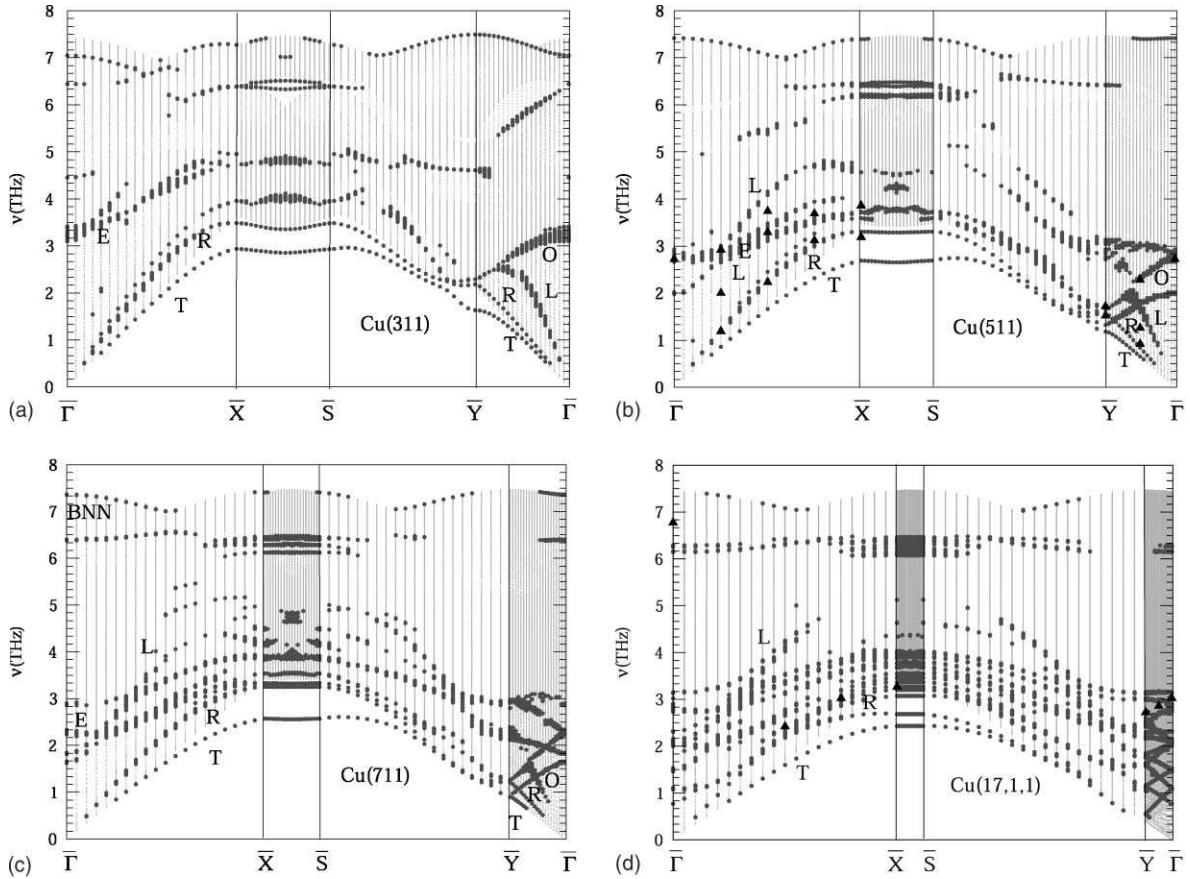 8
7
6
5
4
3
2
1
0
ν(THz)
E
R
T
O
R
L
T
Cu(311)
(a)
Γ̅ X̅ S̅ Y̅ Γ̅
8
7
6
5
4
3
2
1
0
ν(THz)
L
E
L
R
T
O
L
R
T
Cu(511)
(b)
Γ̅ X̅ S̅ Y̅ Γ̅
8
7
6
5
4
3
2
1
0
ν(THz)
BNN
L
E
R
T
O
R
T
Cu(711)
(c)
Γ̅ X̅ S̅ Y̅ Γ̅
8
7
6
5
4
3
2
1
0
ν(THz)
L
R
T
Cu(17,1,1)
(d)
Γ̅ X̅ S̅ Y̅ Γ̅